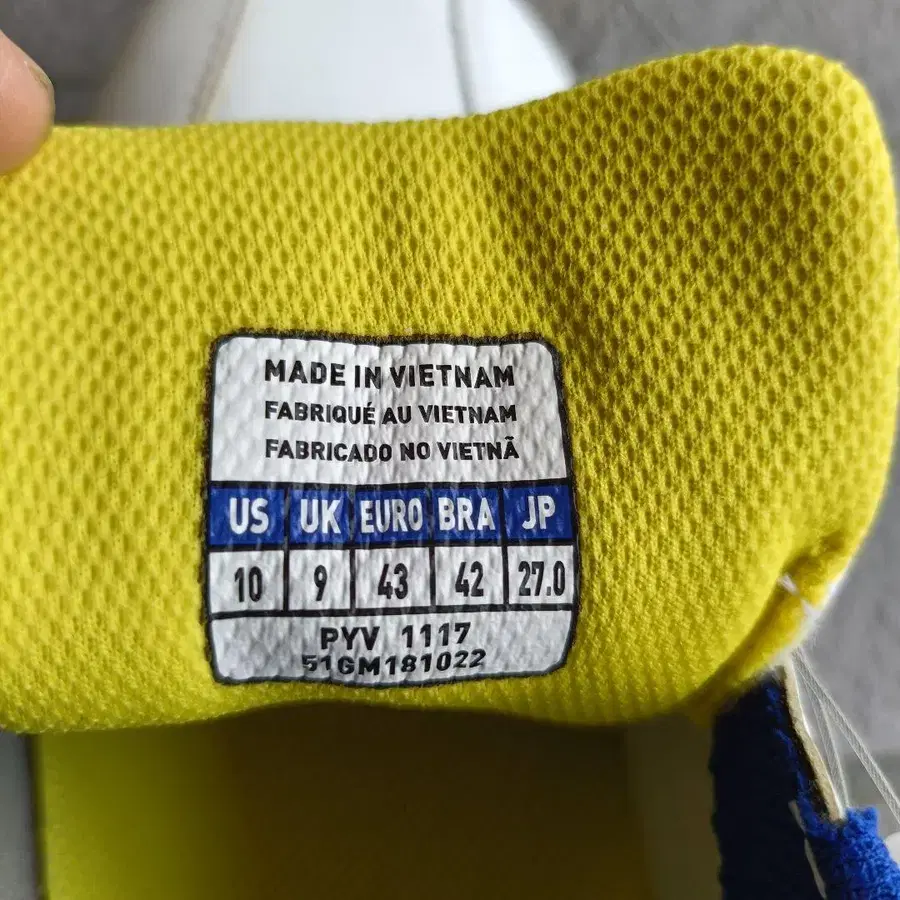 MADE IN VIETNAM
FABRIQUÉ AU VIETNAM
FABRICADO NO VIETNÃ
US UK EURO BRA JP
10 9 43 42 27.0
PYV 1117
51GM181022